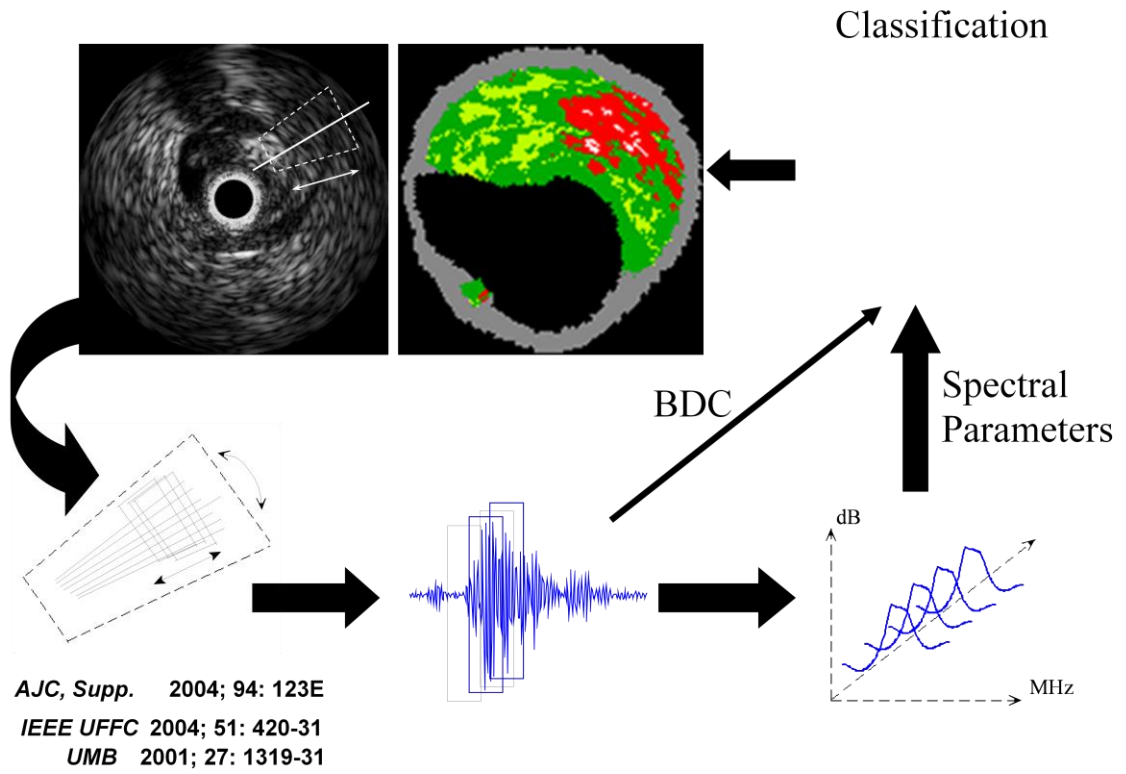 Classification
BDC
Spectral
Parameters
dB
MHz
AJC, Supp. 2004; 94: 123E
IEEE UFFC 2004; 51: 420-31
UMB 2001; 27: 1319-31